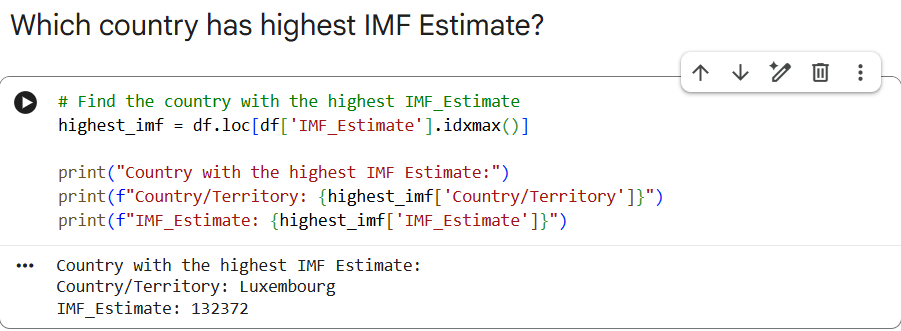 Which country has highest IMF Estimate?
# Find the country with the highest IMF_Estimate
highest_imf = df.loc[df['IMF_Estimate'].idxmax()]
print("Country with the highest IMF Estimate:")
print(f"Country/Territory: {highest_imf['Country/Territory']}")
print(f"IMF_Estimate: {highest_imf['IMF_Estimate']}")
Country with the highest IMF Estimate:
Country/Territory: Luxembourg
IMF_Estimate: 132372